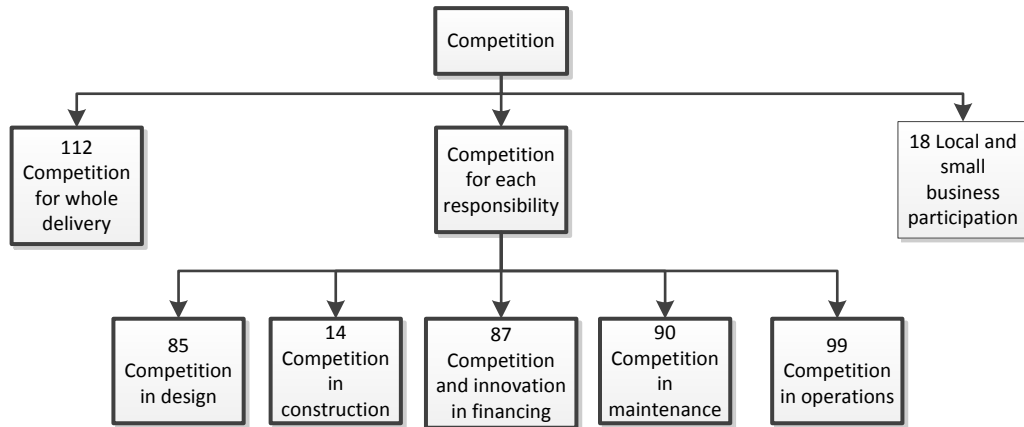 Competition
112
Competition
for whole
delivery
Competition
for each
responsibility
18 Local and
small
business
participation
85
Competition
in design
14
Competition
in
construction
87
Competition
and innovation
in financing
90
Competition
in
maintenance
99
Competition
in operations